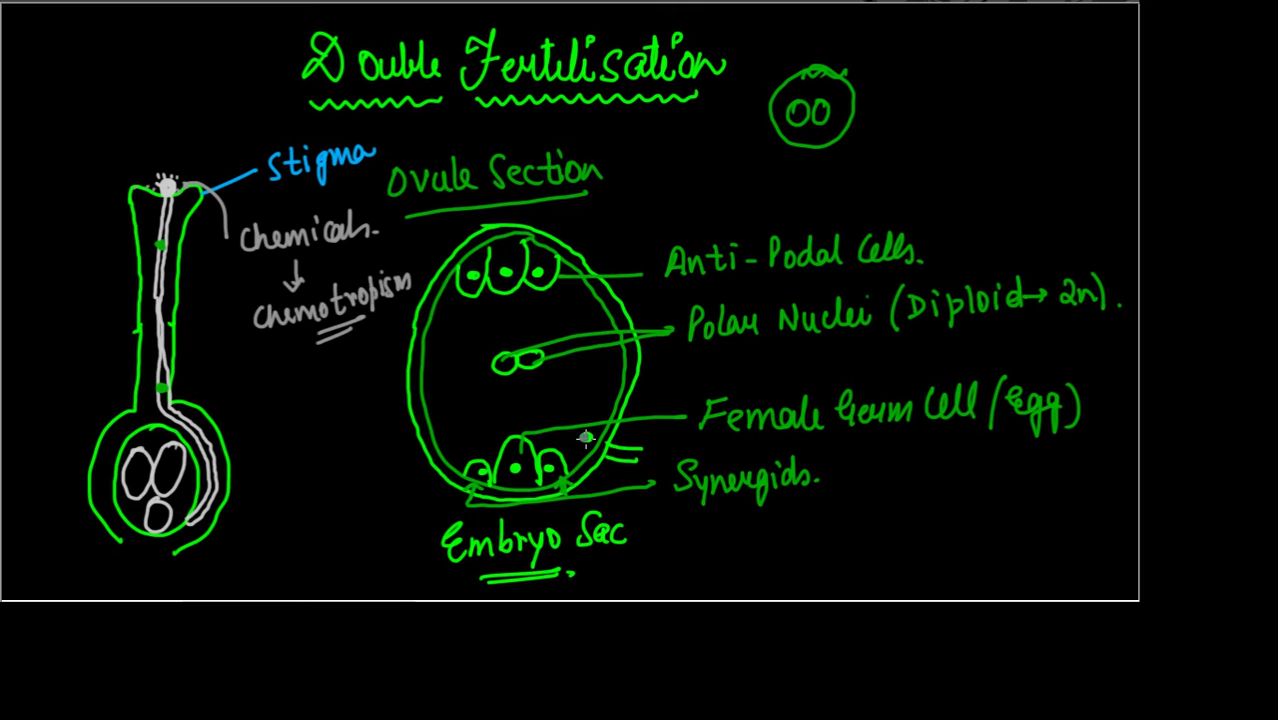 Double Fertilisation
Stigma
Ovule Section
Chemicals.
Chemotropism
Anti-Podal Cells.
Polar Nuclei (Diploid→ 2n).
Female Germ Cell (Egg)
Synergids.
Embryo Sac